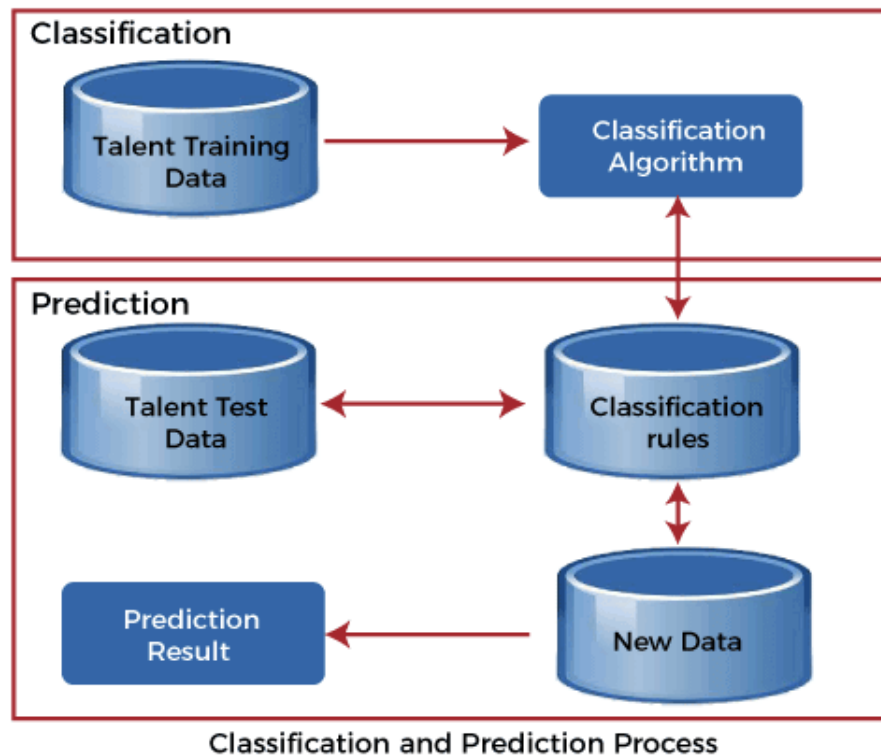 Classification
Talent Training
Data
Classification
Algorithm
Prediction
Talent Test
Data
Classification
rules
Prediction
Result
New Data
Classification and Prediction Process